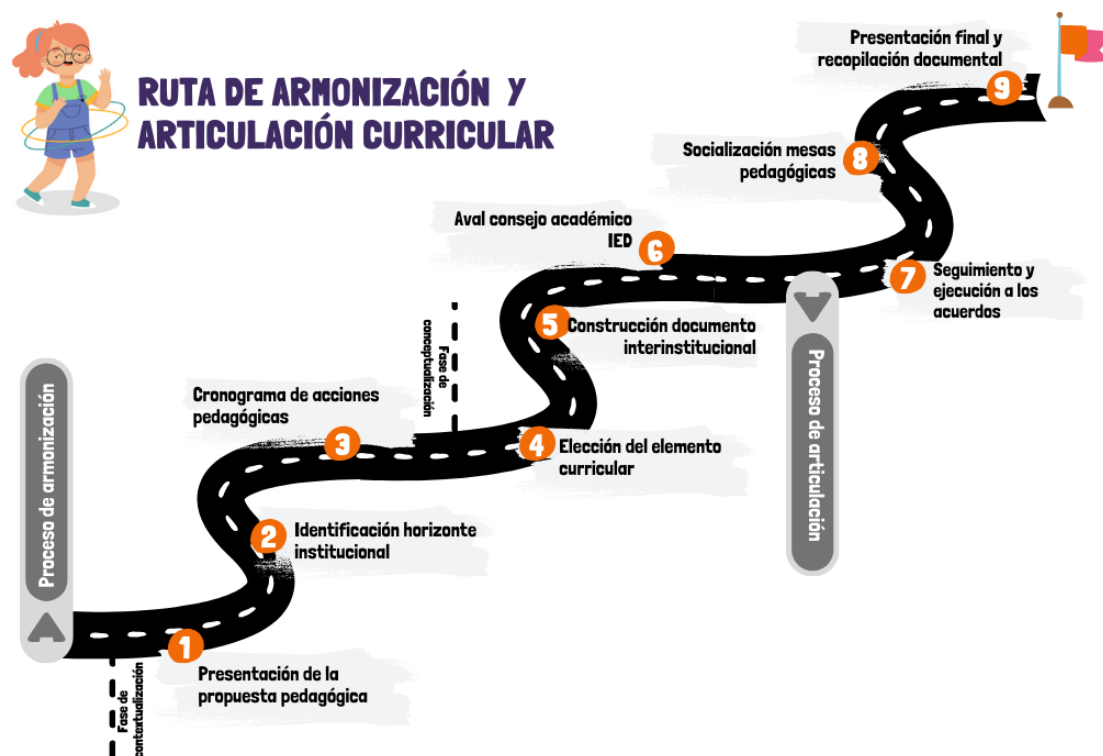 RUTA DE ARMONIZACIÓN Y
ARTICULACIÓN CURRICULAR
Presentación final y
recopilación documental
9
Socialización mesas
pedagógicas
8
Aval consejo académico
IED
6
7
Seguimiento y
ejecución a los
acuerdos
5
Construcción documento
interinstitucional
Fase de
conceptualización
Proceso de articulación
Cronograma de acciones
pedagógicas
3
4
Elección del elemento
curricular
Proceso de armonización
2
Identificación horizonte
institucional
1
Presentación de la
propuesta pedagógica
Fase de
contextualización